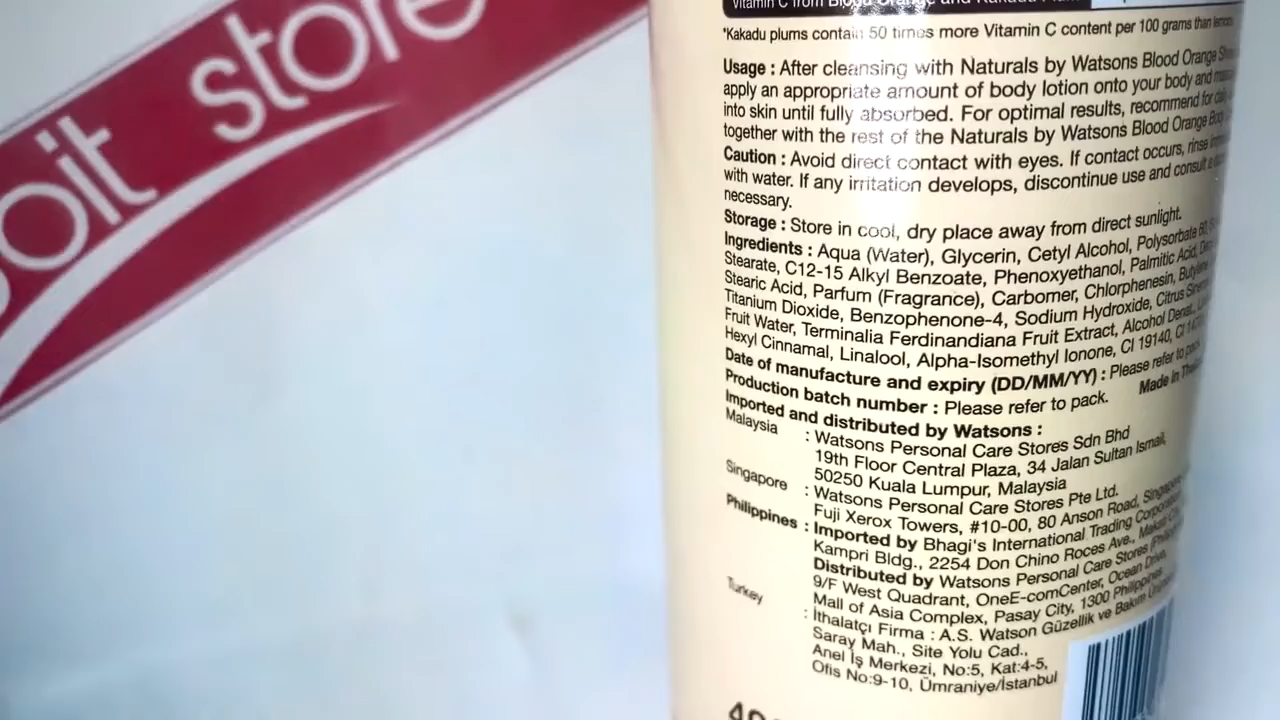 oit store
Vitamin C from Blood Orange and Kakadu Plum
*Kakadu plums contain 50 times more Vitamin C content per 100 grams than lemons
Usage : After cleansing with Naturals by Watsons Blood Orange
apply an appropriate amount of body lotion onto your body and
into skin until fully absorbed. For optimal results, recommend for daily
together with the rest of the Naturals by Watsons Blood Orange Body
Caution : Avoid direct contact with eyes. If contact occurs, rinse
with water. If any irritation develops, discontinue use and consult a
necessary.
Storage : Store in cool, dry place away from direct sunlight.
Ingredients : Aqua (Water), Glycerin, Cetyl Alcohol, Polysorbate 60,
Stearate, C12-15 Alkyl Benzoate, Phenoxyethanol, Palmitic Acid,
Stearic Acid, Parfum (Fragrance), Carbomer, Chlorphenesin, Butylene
Titanium Dioxide, Benzophenone-4, Sodium Hydroxide, Citrus
Fruit Water, Terminalia Ferdinandiana Fruit Extract, Alcohol Denat.,
Hexyl Cinnamal, Linalool, Alpha-Isomethyl Ionone, CI 19140, CI
Date of manufacture and expiry (DD/MM/YY) : Please refer to pack.
Production batch number : Please refer to pack. Made in
Imported and distributed by Watsons :
Malaysia : Watsons Personal Care Stores Sdn Bhd
19th Floor Central Plaza, 34 Jalan Sultan Ismail,
50250 Kuala Lumpur, Malaysia
Singapore : Watsons Personal Care Stores Pte Ltd.
Fuji Xerox Towers, #10-00, 80 Anson Road, Singapore
Philippines : Imported by Bhagi's International Trading Corporation
Kampri Bldg., 2254 Don Chino Roces Ave., Makati City,
Distributed by Watsons Personal Care Stores
9/F West Quadrant, OneE-comCenter, Ocean Drive,
Mall of Asia Complex, Pasay City, 1300 Philippines
Turkey : İthalatçı Firma : A.S. Watson Güzellik ve Bakım
Saray Mah., Site Yolu Cad.,
Anel İş Merkezi, No:5, Kat:4-5,
Ofis No:9-10, Ümraniye/İstanbul